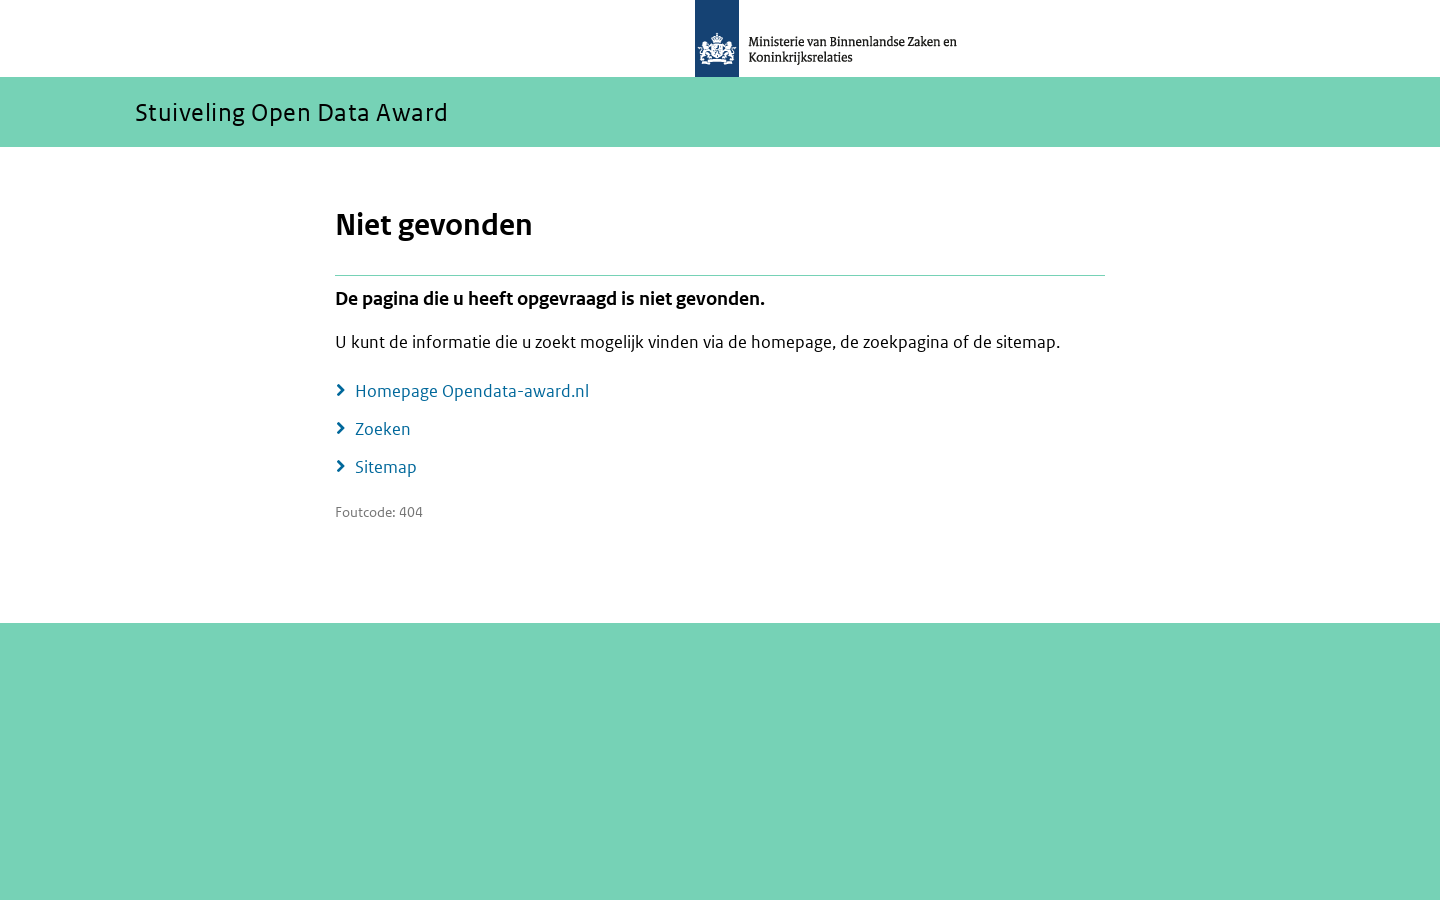 Ministerie van Binnenlandse Zaken en
Koninkrijksrelaties
Stuiveling Open Data Award
Niet gevonden
De pagina die u heeft opgevraagd is niet gevonden.
U kunt de informatie die u zoekt mogelijk vinden via de homepage, de zoekpagina of de sitemap.
Homepage Opendata-award.nl
Zoeken
Sitemap
Foutcode: 404